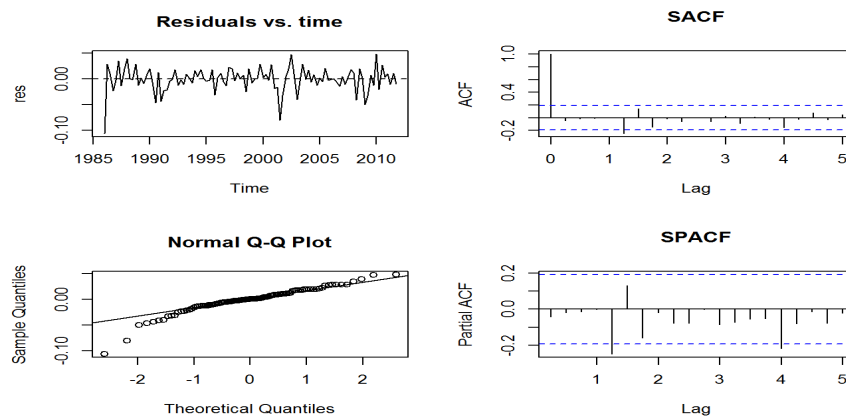 Residuals vs. time
res
0.00
-0.10
1985 1990 1995 2000 2005 2010
Time
SACF
ACF
1.0
0.4
-0.2
0 1 2 3 4 5
Lag
Normal Q-Q Plot
Sample Quantiles
0.00
-0.10
-2 -1 0 1 2
Theoretical Quantiles
SPACF
Partial ACF
0.2
0.0
-0.2
1 2 3 4 5
Lag